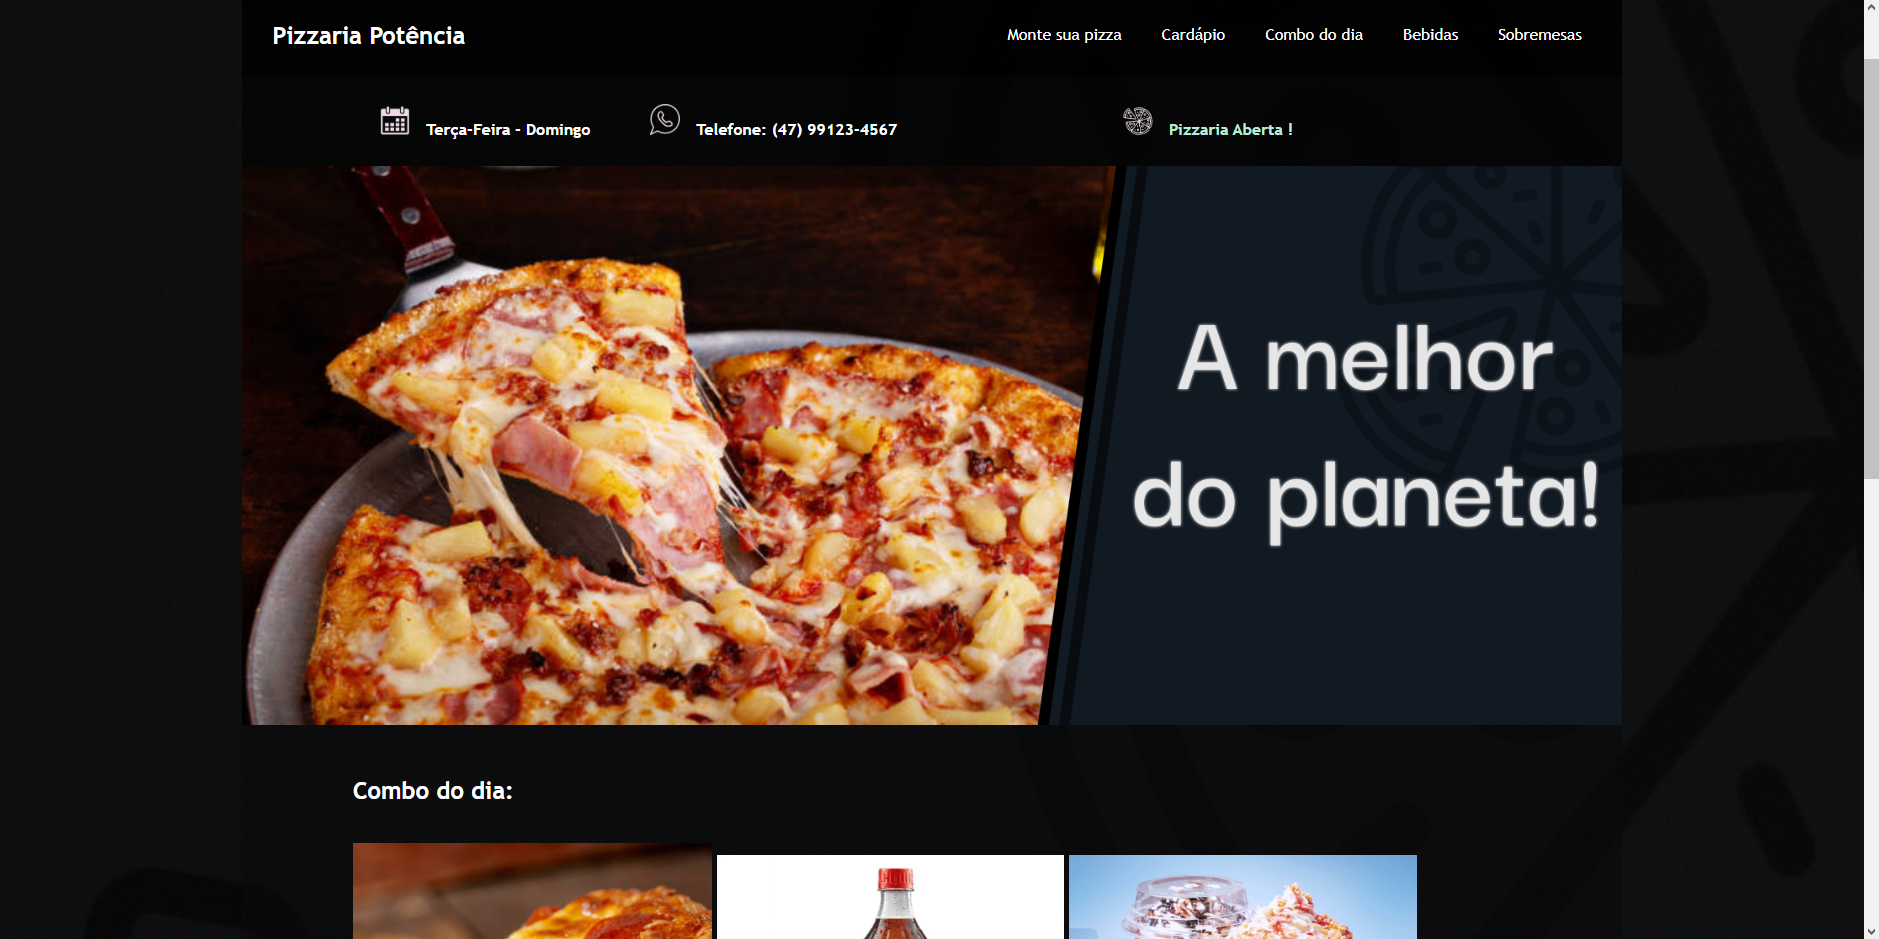 Pizzaria Potência
Monte sua pizza
Cardápio
Combo do dia
Bebidas
Sobremesas
Terça-Feira - Domingo
Telefone: (47) 99123-4567
Pizzaria Aberta !
A melhor
do planeta!
Combo do dia: